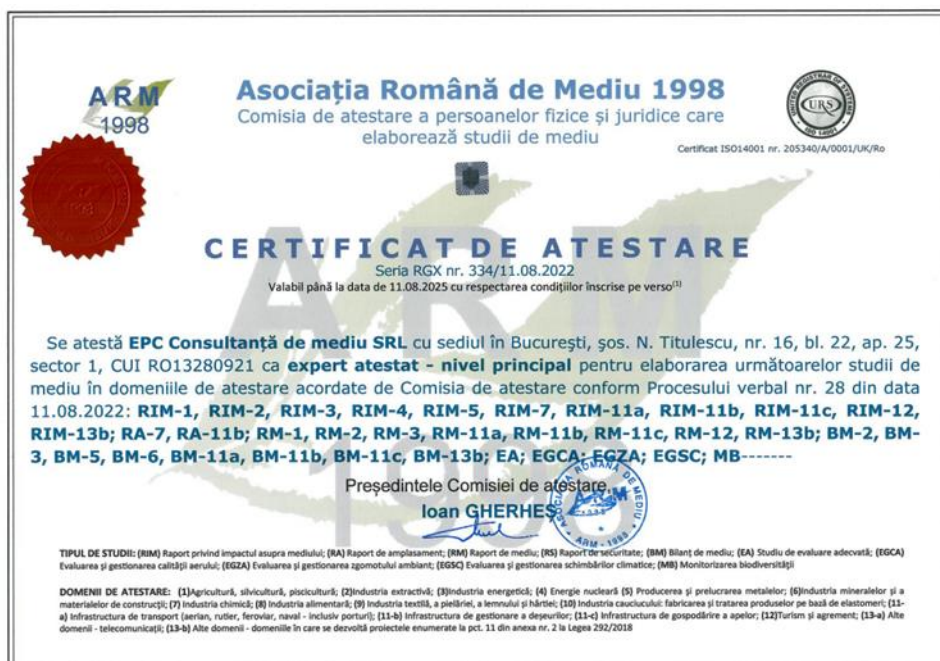 ARM
1998
Asociația Română de Mediu 1998
Comisia de atestare a persoanelor fizice și juridice care
elaborează studii de mediu
UNITED REGISTRAR OF SYSTEMS
URS
ISO 14001
Certificat ISO14001 nr. 205340/A/0001/UK/Ro
CERTIFICAT DE ATESTARE
Seria RGX nr. 334/11.08.2022
Valabil până la data de 11.08.2025 cu respectarea condițiilor înscrise pe verso(1)
Se atestă EPC Consultanță de mediu SRL cu sediul în București, șos. N. Titulescu, nr. 16, bl. 22, ap. 25,
sector 1, CUI RO13280921 ca expert atestat - nivel principal pentru elaborarea următoarelor studii de
mediu în domeniile de atestare acordate de Comisia de atestare conform Procesului verbal nr. 28 din data
11.08.2022: RIM-1, RIM-2, RIM-3, RIM-4, RIM-5, RIM-7, RIM-11a, RIM-11b, RIM-11c, RIM-12,
RIM-13b; RA-7, RA-11b; RM-1, RM-2, RM-3, RM-11a, RM-11b, RM-11c, RM-12, RM-13b; BM-2, BM-
3, BM-5, BM-6, BM-11a, BM-11b, BM-11c, BM-13b; EA; EGCA; EGZA; EGSC; MB-------
Președintele Comisiei de atestare,
Ioan GHERHEȘ
ASOCIAȚIA ROMÂNĂ DE MEDIU
ARM
ARM - 1998
ARM
1998
TIPUL DE STUDII: (RIM) Raport privind impactul asupra mediului; (RA) Raport de amplasament; (RM) Raport de mediu; (RS) Raport de securitate; (BM) Bilanț de mediu; (EA) Studiu de evaluare adecvată; (EGCA)
Evaluarea și gestionarea calității aerului; (EGZA) Evaluarea și gestionarea zgomotului ambiant; (EGSC) Evaluarea și gestionarea schimbărilor climatice; (MB) Monitorizarea biodiversității
DOMENII DE ATESTARE: (1)Agricultură, silvicultură, piscicultură; (2)Industria extractivă; (3)Industria energetică; (4) Energie nucleară (5) Producerea și prelucrarea metalelor; (6)Industria mineralelor și a
materialelor de construcții; (7) Industria chimică; (8) Industria alimentară; (9) Industria textilă, a pielăriei, a lemnului și hârtiei; (10) Industria cauciucului: fabricarea și tratarea produselor pe bază de elastomeri; (11-
a) Infrastructura de transport (aerian, rutier, feroviar, naval - inclusiv porturi); (11-b) Infrastructura de gestionare a deșeurilor; (11-c) Infrastructura de gospodărire a apelor; (12)Turism și agrement; (13-a) Alte
domenii - telecomunicații; (13-b) Alte domenii - domeniile în care se dezvoltă proiectele enumerate la pct. 11 din anexa nr. 2 la Legea 292/2018